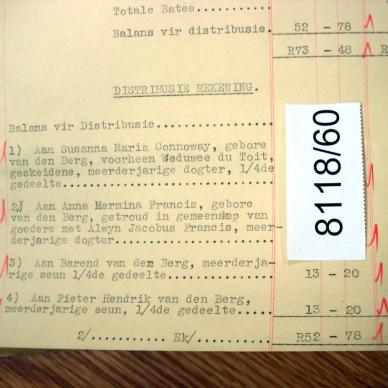 Totale Bates............
Balans vir distribusie. 52 - 78
R73 - 48 R
DISTRIBUSIE REKENING.
Balans vir Distribusie...............
1) Aan Susanna Maria Connoway, gebore
van den Berg, voorheen Weduwee du Toit,
geskeidene, meerderjarige dogter, 1/4de
gedeelte...........................
2) Aan Anna Mermina Francis, gebore
van den Berg, getroud in gemeenskap van
goedere met Alwyn Jacobus Francis, meer-
derjarige dogter....................
3) Aan Barend van den Berg, meerderja-
rige seun 1/4de gedeelte............ 13 - 20
4) Aan Pieter Hendrik van den Berg,
meerderjarige seun, 1/4de gedeelte..... 13 - 20
2/........... Ek/........... R52 - 78
8118/60